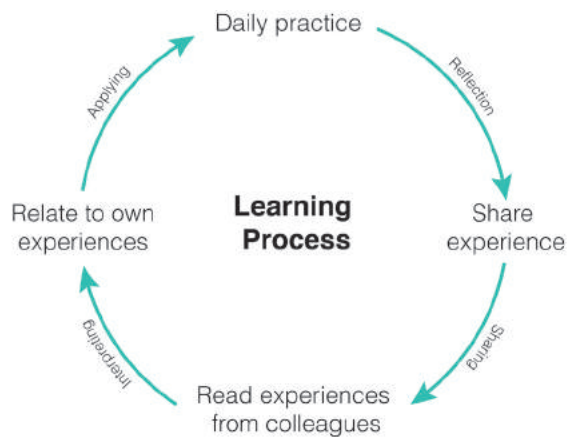 Daily practice
Reflection
Share
experience
Sharing
Read experiences
from colleagues
Interpreting
Relate to own
experiences
Applying
Learning
Process